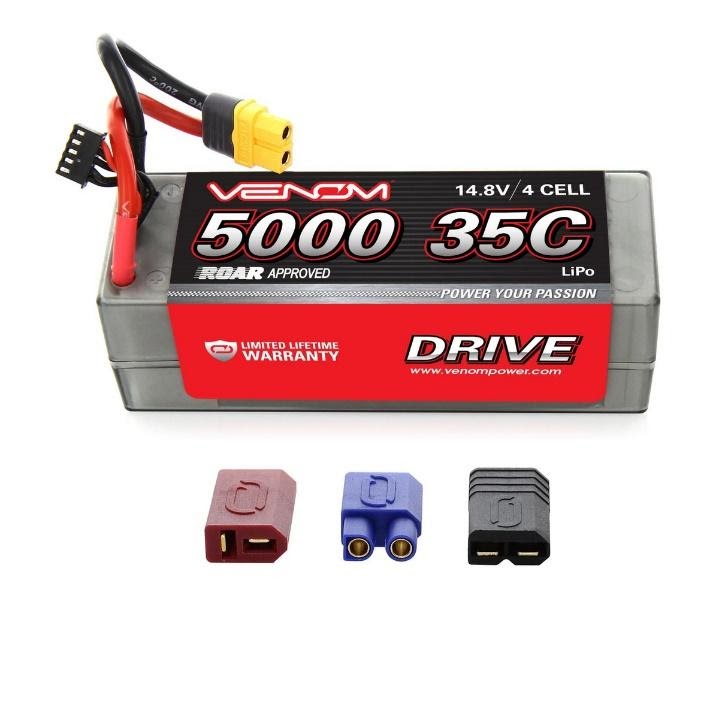 VENOM
14.8V/4 CELL
5000 35C
ROAR APPROVED
LiPo
POWER YOUR PASSION
LIMITED LIFETIME
WARRANTY
DRIVE
www.venompower.com